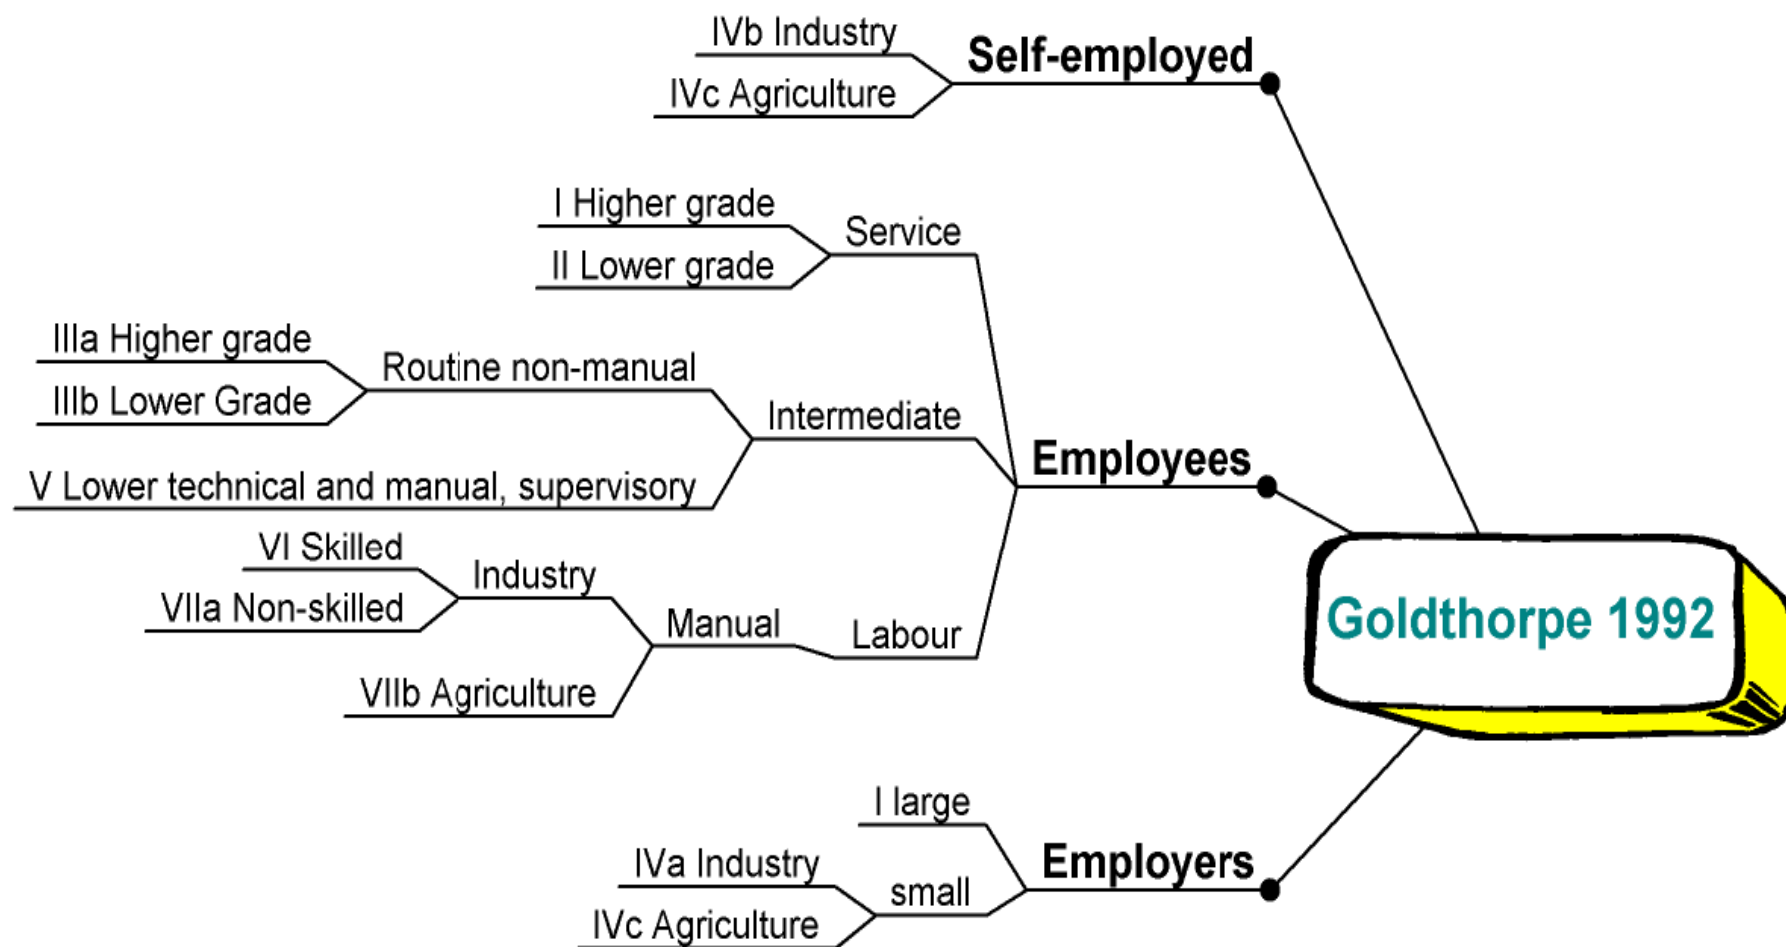 IVb Industry
Self-employed
IVc Agriculture
I Higher grade
Service
II Lower grade
IIIa Higher grade
Routine non-manual
IIIb Lower Grade
Intermediate
Employees
V Lower technical and manual, supervisory
VI Skilled
Industry
VIIa Non-skilled
Manual
Labour
VIIb Agriculture
Goldthorpe 1992
I large
Employers
IVa Industry
small
IVc Agriculture